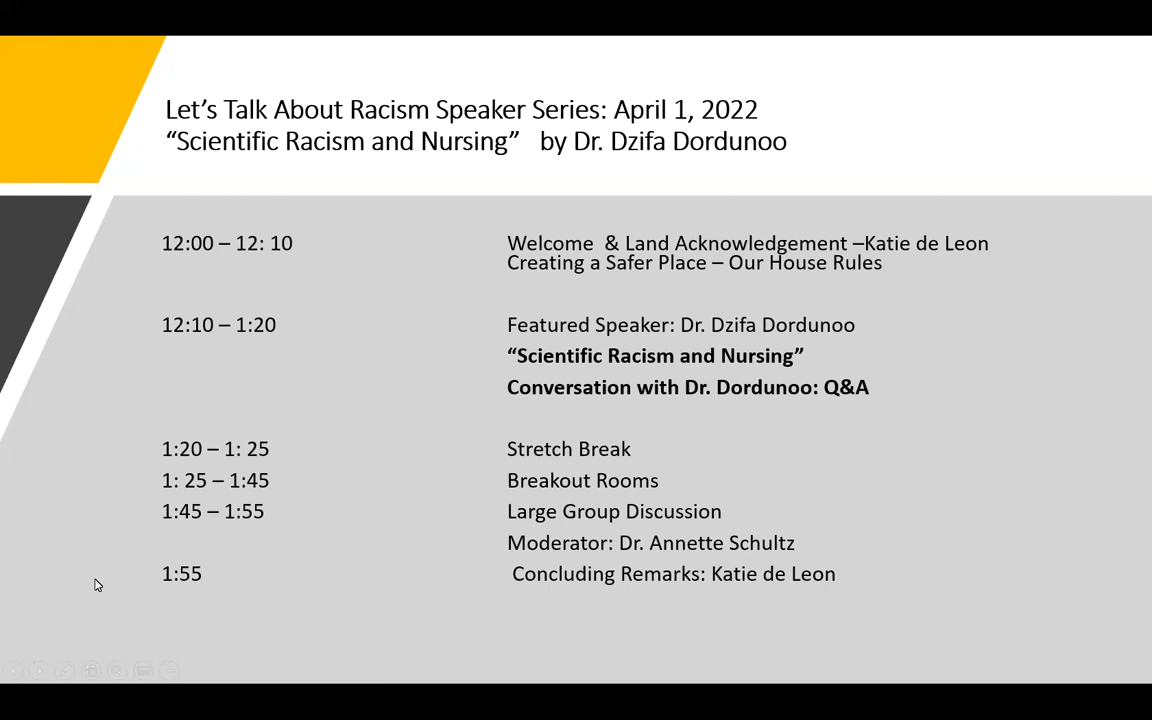 Let’s Talk About Racism Speaker Series: April 1, 2022
“Scientific Racism and Nursing” by Dr. Dzifa Dordunoo
12:00 – 12: 10 Welcome & Land Acknowledgement –Katie de Leon
Creating a Safer Place – Our House Rules
12:10 – 1:20 Featured Speaker: Dr. Dzifa Dordunoo
“Scientific Racism and Nursing”
Conversation with Dr. Dordunoo: Q&A
1:20 – 1: 25 Stretch Break
1: 25 – 1:45 Breakout Rooms
1:45 – 1:55 Large Group Discussion
Moderator: Dr. Annette Schultz
1:55 Concluding Remarks: Katie de Leon